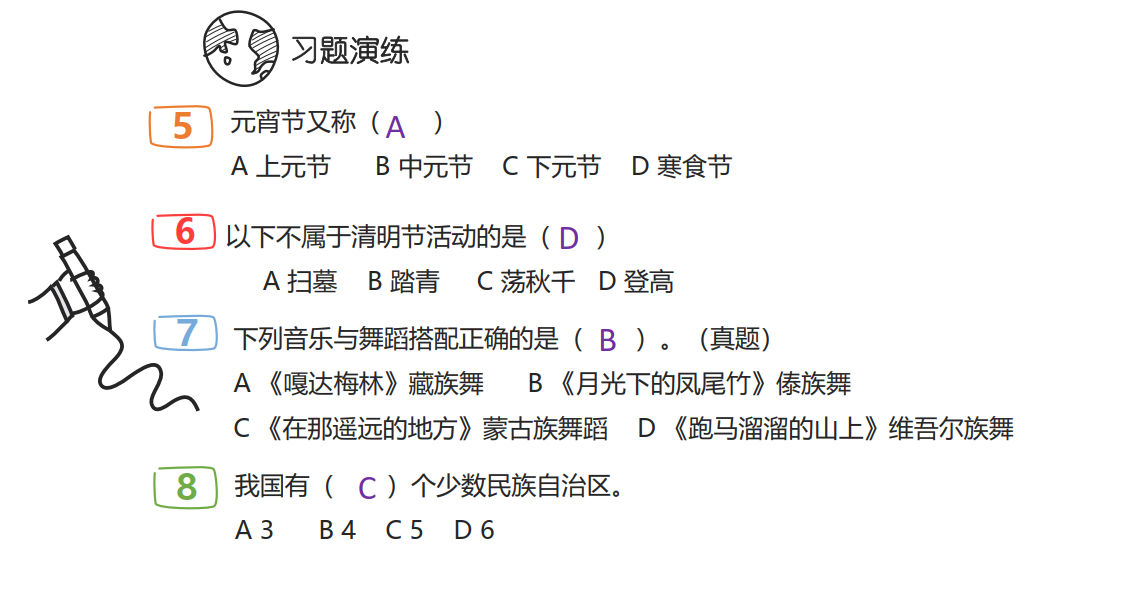 习题演练
5 元宵节又称（ A ）
A 上元节 B 中元节 C 下元节 D 寒食节
6 以下不属于清明节活动的是（ D ）
A 扫墓 B 踏青 C 荡秋千 D 登高
7 下列音乐与舞蹈搭配正确的是（ B ）。（真题）
A 《嘎达梅林》藏族舞 B 《月光下的凤尾竹》傣族舞
C 《在那遥远的地方》蒙古族舞蹈 D 《跑马溜溜的山上》维吾尔族舞
8 我国有（ C ）个少数民族自治区。
A 3 B 4 C 5 D 6